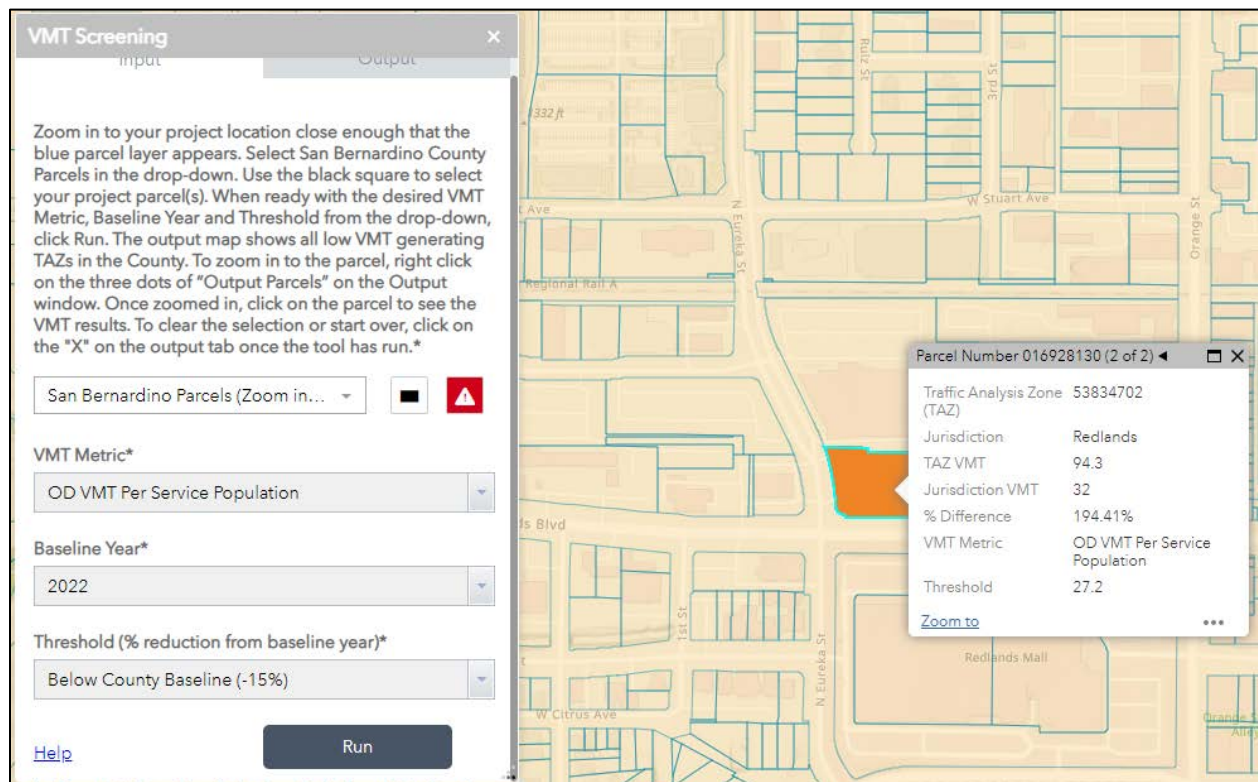 VMT Screening ×
Input Output
Zoom in to your project location close enough that the
blue parcel layer appears. Select San Bernardino County
Parcels in the drop-down. Use the black square to select
your project parcel(s). When ready with the desired VMT
Metric, Baseline Year and Threshold from the drop-down,
click Run. The output map shows all low VMT generating
TAZs in the County. To zoom in to the parcel, right click
on the three dots of “Output Parcels” on the Output
window. Once zoomed in, click on the parcel to see the
VMT results. To clear the selection or start over, click on
the "X" on the output tab once the tool has run.*
San Bernardino Parcels (Zoom in...
VMT Metric*
OD VMT Per Service Population
Baseline Year*
2022
Threshold (% reduction from baseline year)*
Below County Baseline (-15%)
Help
Run
1332 ft
Ruiz St
3rd St
t Ave
N Eureka St
W Stuart Ave
Orange St
Regional Rail A
ds Blvd
1st St
N Eureka St
W Citrus Ave
Redlands Mall
Alley
Parcel Number 016928130 (2 of 2)
Traffic Analysis Zone 53834702
(TAZ)
Jurisdiction Redlands
TAZ VMT 94.3
Jurisdiction VMT 32
% Difference 194.41%
VMT Metric OD VMT Per Service
Population
Threshold 27.2
Zoom to